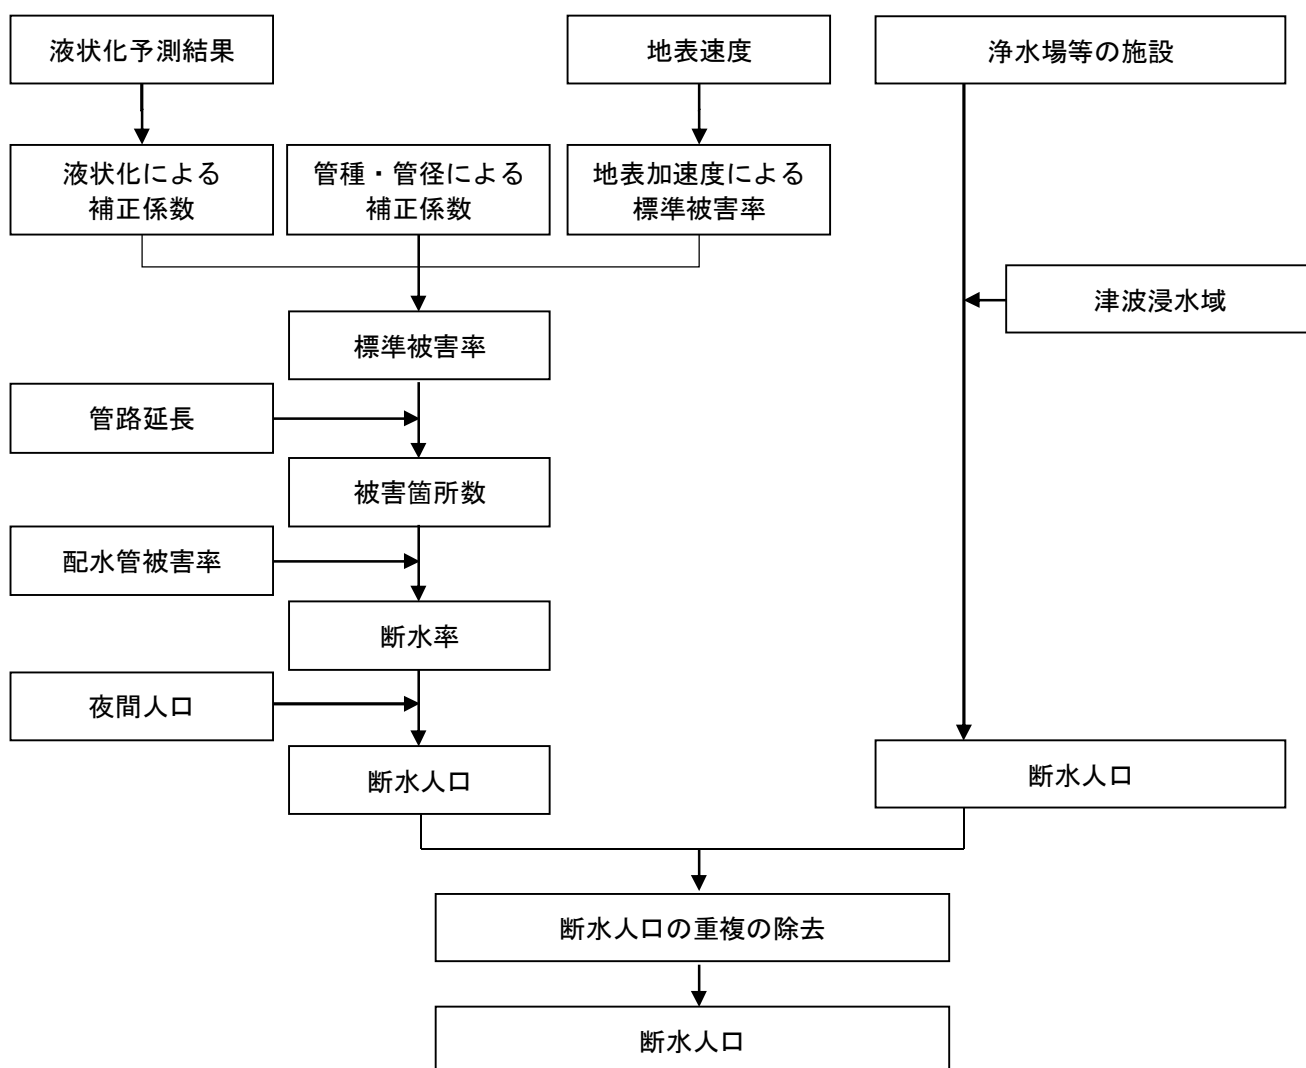 液状化予測結果
地表速度
浄水場等の施設
液状化による
補正係数
管種・管径による
補正係数
地表加速度による
標準被害率
津波浸水域
標準被害率
管路延長
被害箇所数
配水管被害率
断水率
夜間人口
断水人口
断水人口
断水人口の重複の除去
断水人口